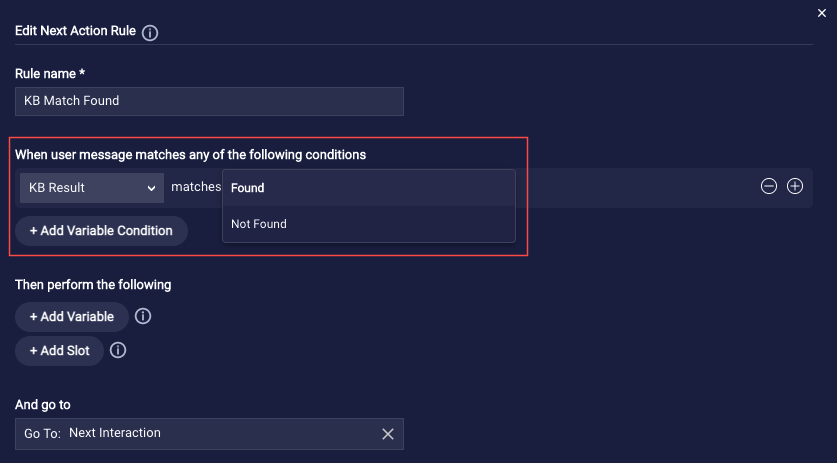 Edit Next Action Rule
Rule name *
KB Match Found
When user message matches any of the following conditions
KB Result matches Found
Not Found
+ Add Variable Condition
Then perform the following
+ Add Variable
+ Add Slot
And go to
Go To: Next Interaction